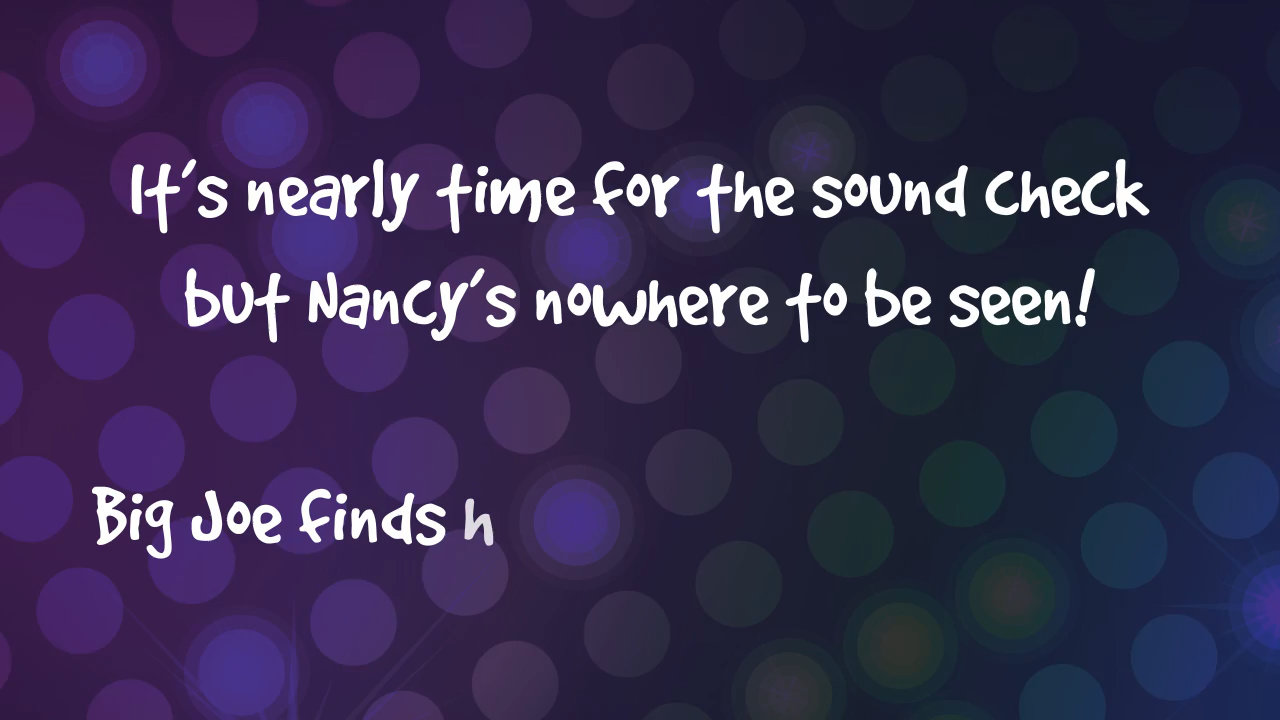 It's nearly time for the sound check
but Nancy's nowhere to be seen!
Big Joe finds h